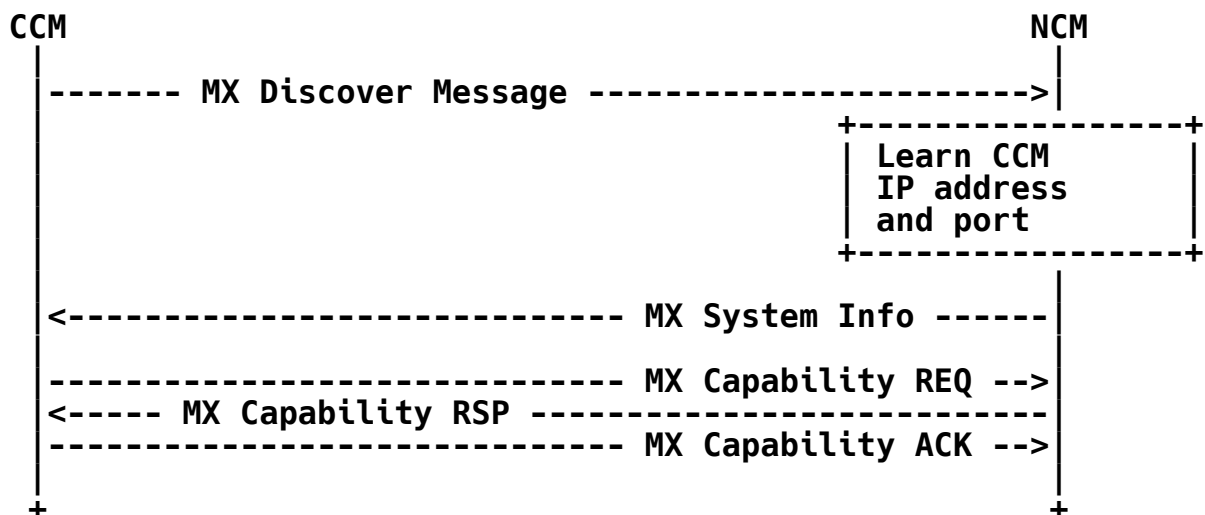 CCM NCM
------- MX Discover Message ----------------------->
+-----------------+
Learn CCM
IP address
and port
+-----------------+
<----------------------------- MX System Info ------
------------------------------ MX Capability REQ -->
<----- MX Capability RSP ---------------------------
------------------------------ MX Capability ACK -->
+ +